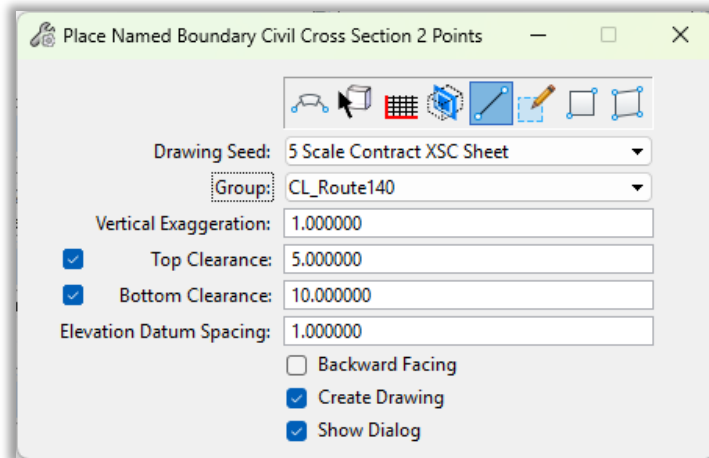 Place Named Boundary Civil Cross Section 2 Points
Drawing Seed: 5 Scale Contract XSC Sheet
Group: CL_Route140
Vertical Exaggeration: 1.000000
Top Clearance: 5.000000
Bottom Clearance: 10.000000
Elevation Datum Spacing: 1.000000
Backward Facing
Create Drawing
Show Dialog